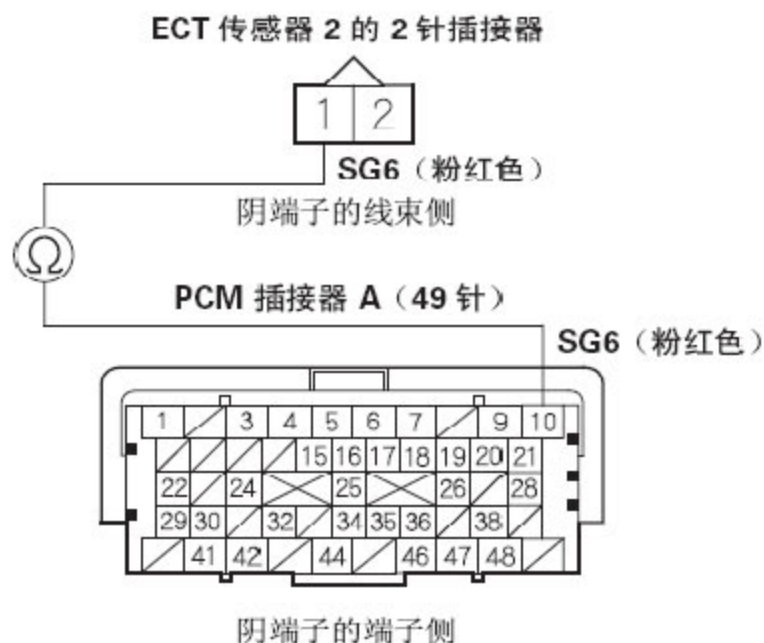 ECT 传感器 2 的 2 针插接器
1 2
SG6（粉红色）
阴端子的线束侧
Ω
PCM 插接器 A（49 针）
SG6（粉红色）
1 3 4 5 6 7 9 10
15 16 17 18 19 20 21
22 24 25 26 28
29 30 32 34 35 36 38
41 42 44 46 47 48
阴端子的端子侧